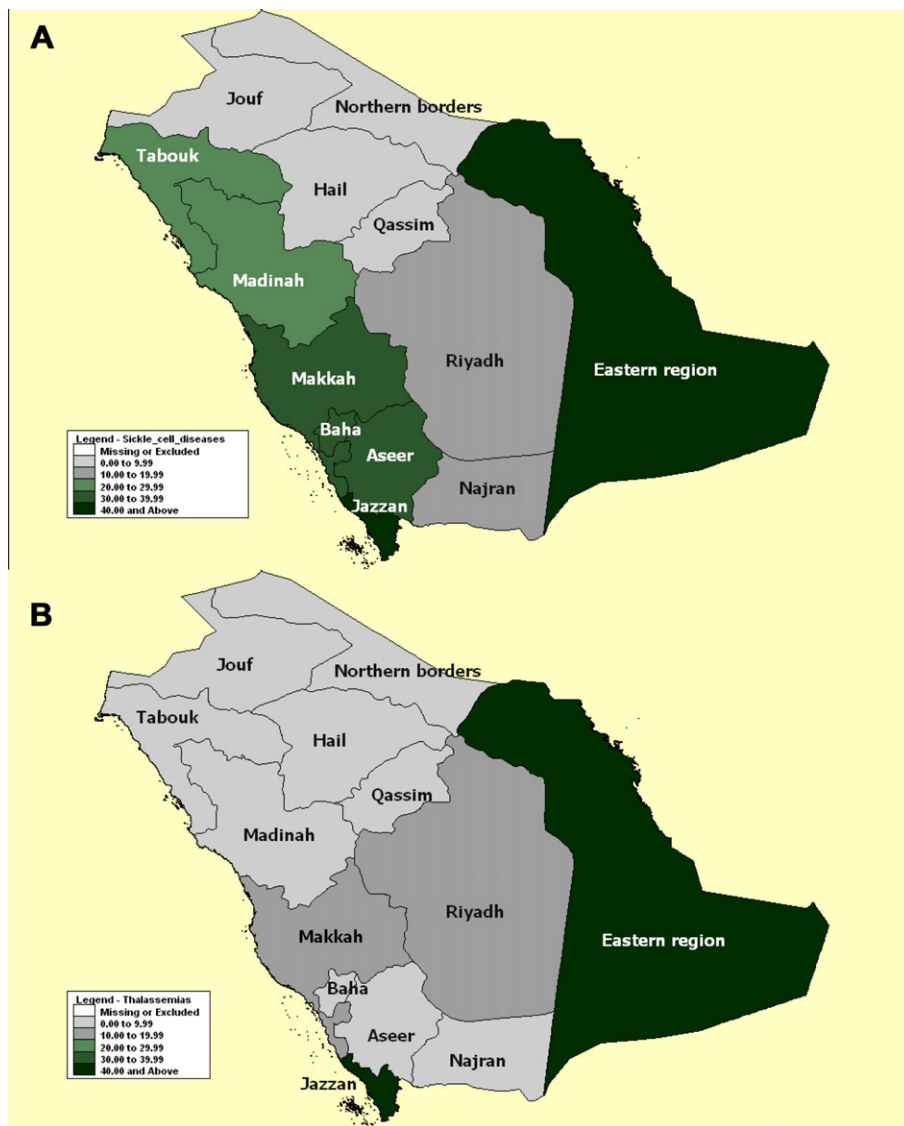 A
Jouf
Northern borders
Tabouk
Hail
Qassim
Madinah
Riyadh
Eastern region
Makkah
Baha
Aseer
Najran
Jazzan
Legend - Sickle_cell_diseases
Missing or Excluded
0.00 to 9.99
10.00 to 19.99
20.00 to 29.99
30.00 to 39.99
40.00 and Above
B
Jouf
Northern borders
Tabouk
Hail
Qassim
Madinah
Riyadh
Makkah
Eastern region
Baha
Aseer
Najran
Jazzan
Legend - Thalassemias
Missing or Excluded
0.00 to 9.99
10.00 to 19.99
20.00 to 29.99
30.00 to 39.99
40.00 and Above